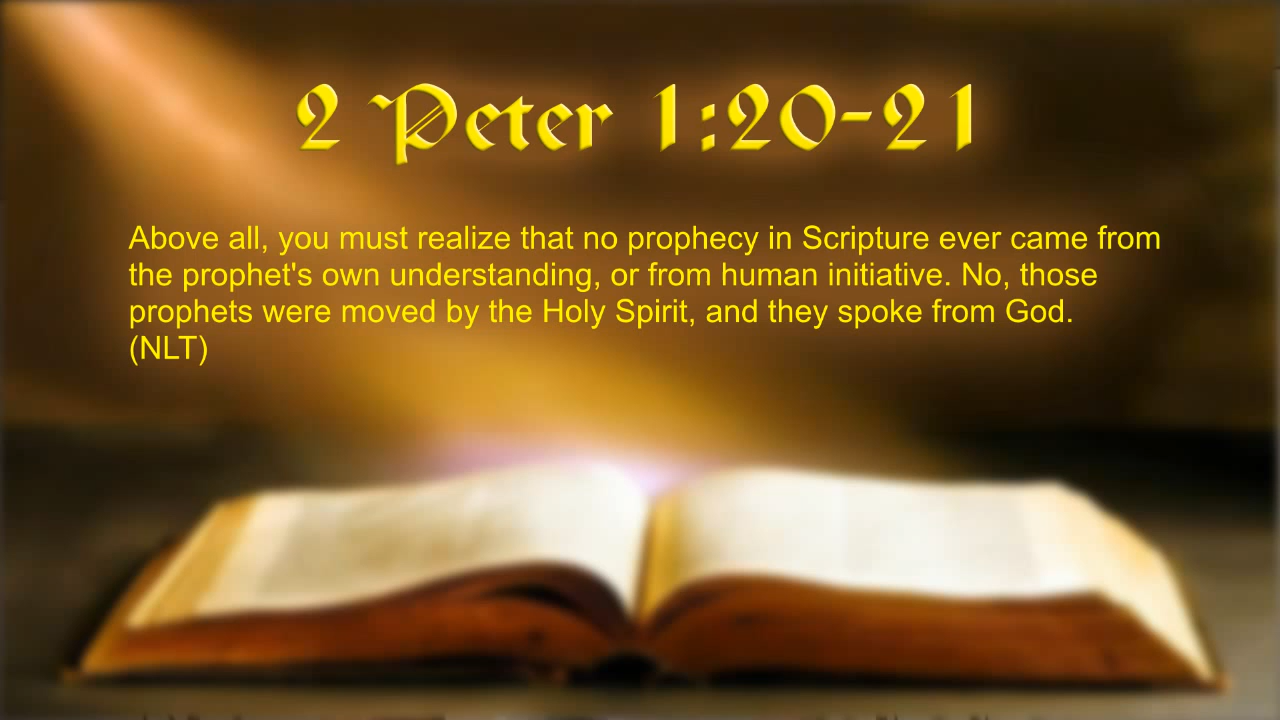 2 Peter 1:20-21
Above all, you must realize that no prophecy in Scripture ever came from
the prophet's own understanding, or from human initiative. No, those
prophets were moved by the Holy Spirit, and they spoke from God.
(NLT)